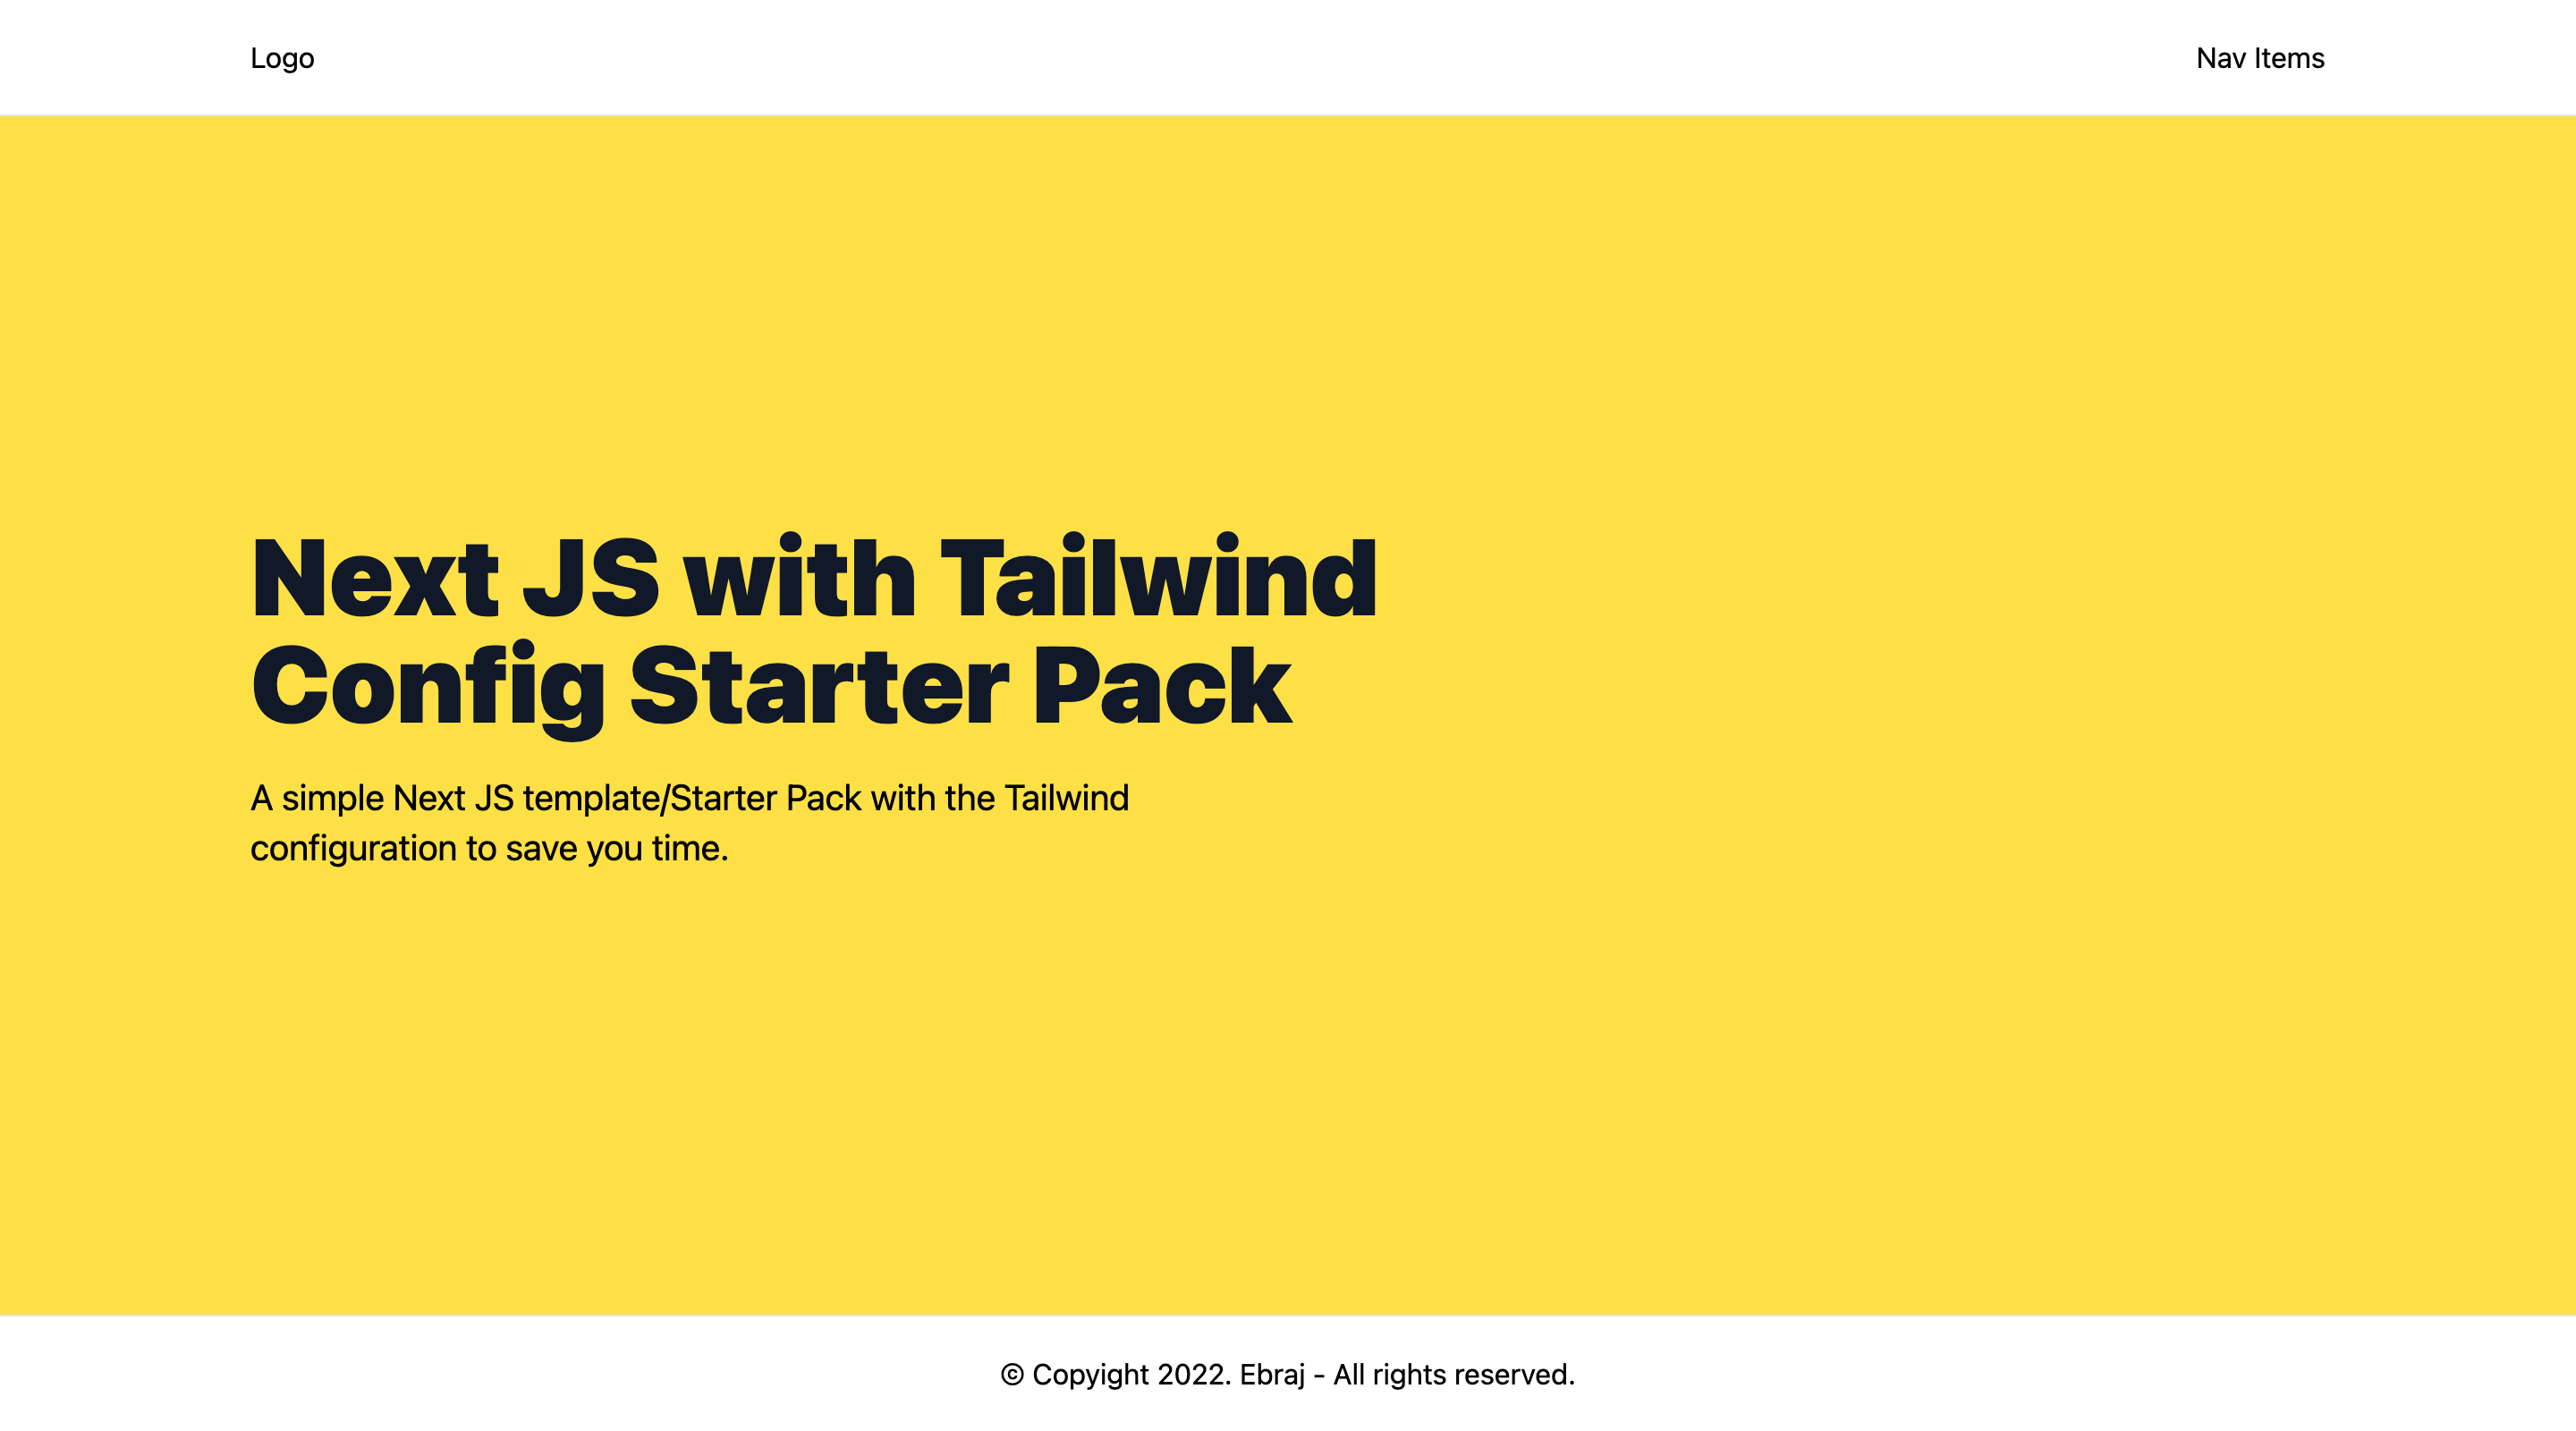 Logo
Nav Items
Next JS with Tailwind
Config Starter Pack
A simple Next JS template/Starter Pack with the Tailwind
configuration to save you time.
© Copyight 2022. Ebraj - All rights reserved.